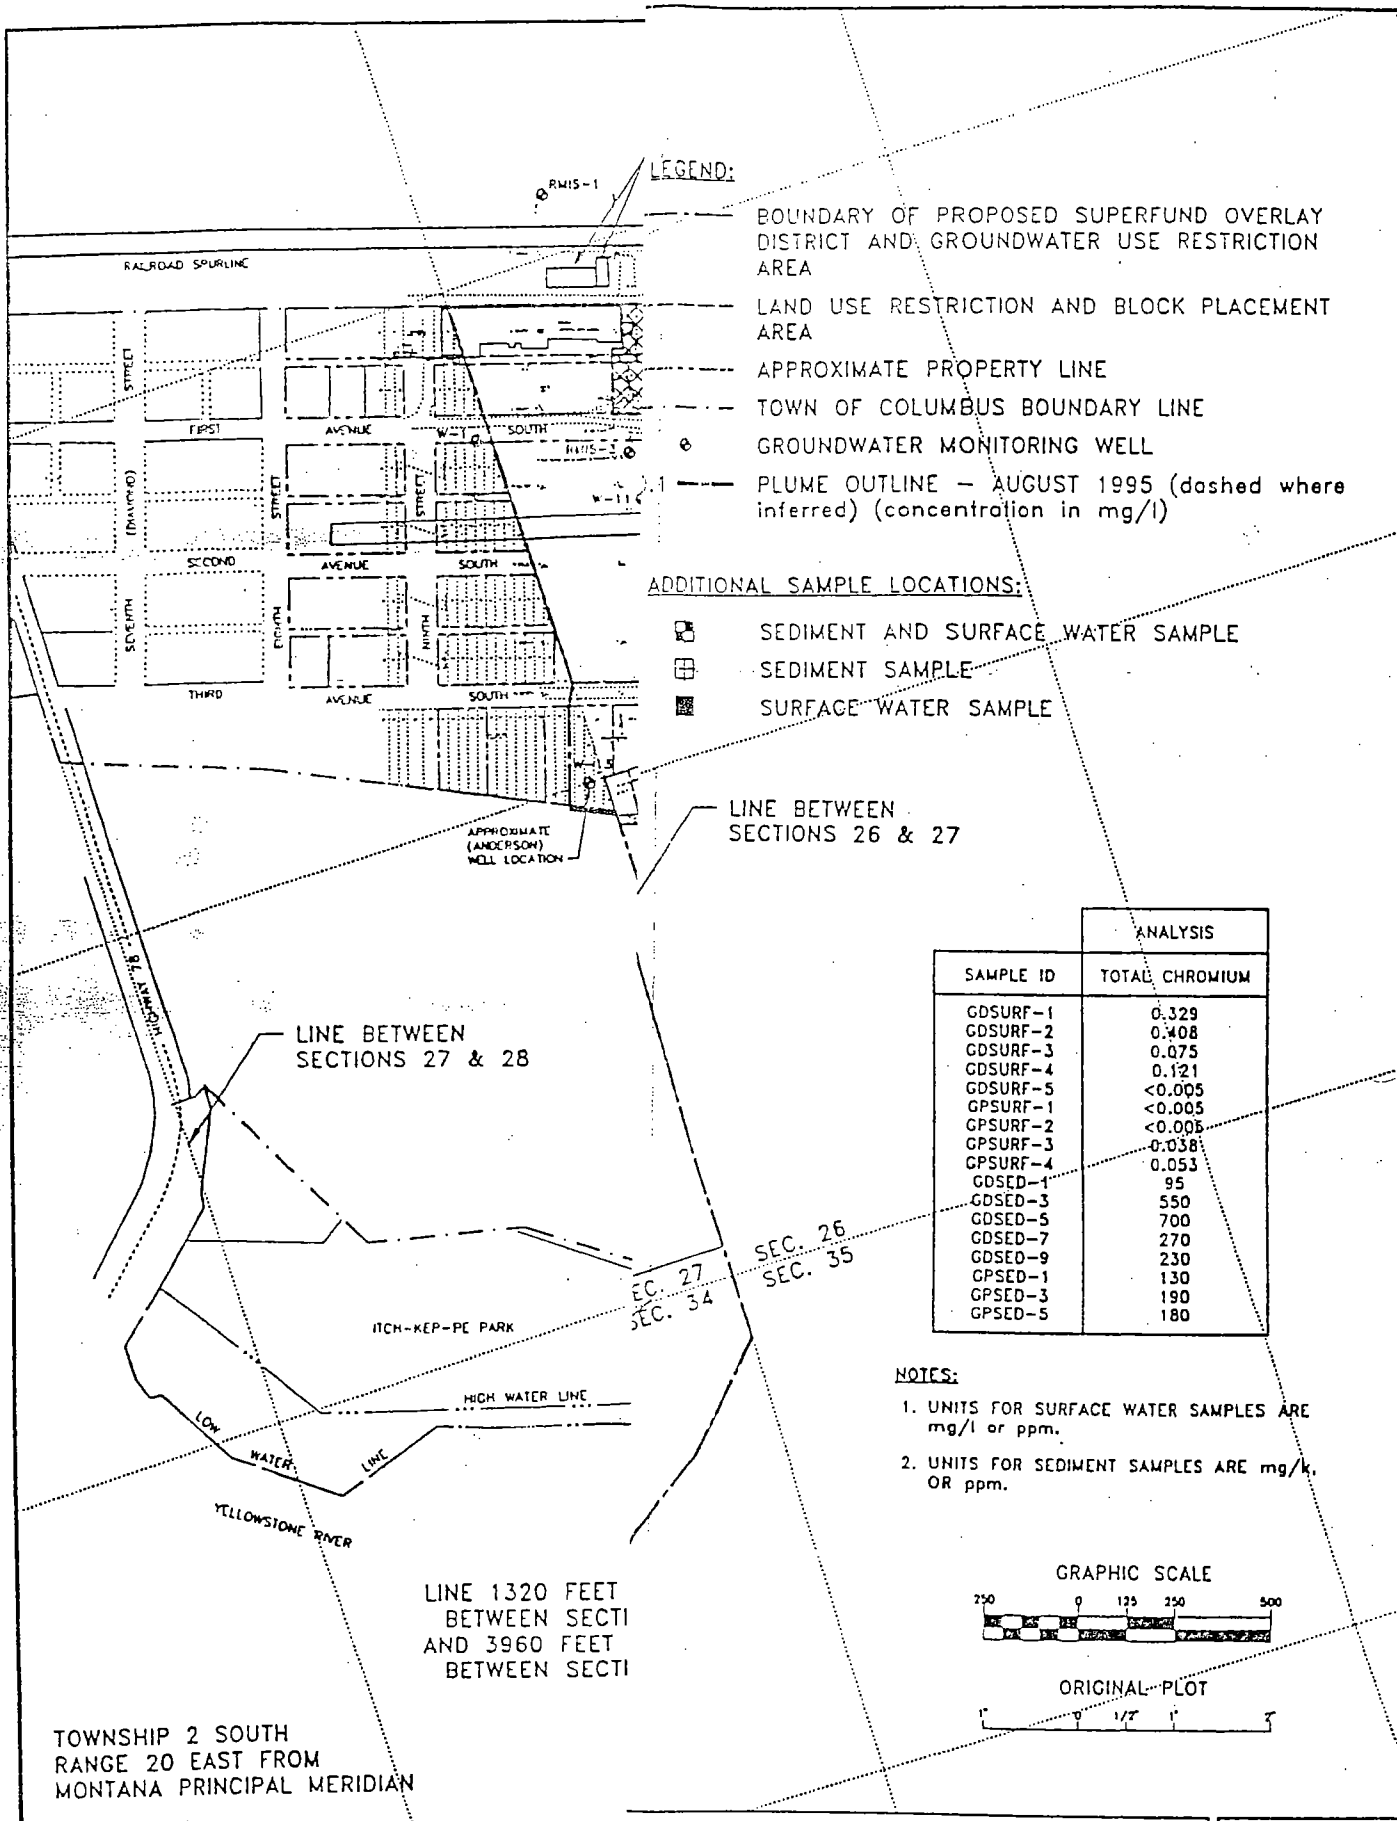 RMIS-1
LEGEND:
BOUNDARY OF PROPOSED SUPERFUND OVERLAY
DISTRICT AND GROUNDWATER USE RESTRICTION
AREA
LAND USE RESTRICTION AND BLOCK PLACEMENT
AREA
APPROXIMATE PROPERTY LINE
TOWN OF COLUMBUS BOUNDARY LINE
GROUNDWATER MONITORING WELL
.1
PLUME OUTLINE – AUGUST 1995 (dashed where
inferred) (concentration in mg/l)
ADDITIONAL SAMPLE LOCATIONS:
SEDIMENT AND SURFACE WATER SAMPLE
SEDIMENT SAMPLE
SURFACE WATER SAMPLE
RAILROAD SPURLINE
STREET
FIRST
AVENUE
SOUTH
W-1
RMIS-3
W-11
(DIAMOND)
STREET
STREET
SECOND
AVENUE
SOUTH
SEVENTH
EIGHTH
NINTH
THIRD
AVENUE
SOUTH
APPROXIMATE
(ANDERSON)
WELL LOCATION
LINE BETWEEN
SECTIONS 26 & 27
HIGHWAY 78
LINE BETWEEN
SECTIONS 27 & 28
ANALYSIS
SAMPLE ID TOTAL CHROMIUM
GDSURF-1 0.329
GDSURF-2 0.408
GDSURF-3 0.075
GDSURF-4 0.121
GDSURF-5 <0.005
GPSURF-1 <0.005
GPSURF-2 <0.005
GPSURF-3 0.038
GPSURF-4 0.053
GDSED-1 95
GDSED-3 550
GDSED-5 700
GDSED-7 270
GDSED-9 230
GPSED-1 130
GPSED-3 190
GPSED-5 180
SEC. 26
SEC. 35
EC. 27
SEC. 34
ITCH-KEP-PE PARK
HIGH WATER LINE
LOW WATER LINE
YELLOWSTONE RIVER
NOTES:
1. UNITS FOR SURFACE WATER SAMPLES ARE
mg/l or ppm.
2. UNITS FOR SEDIMENT SAMPLES ARE mg/k,
OR ppm.
LINE 1320 FEET
BETWEEN SECTI
AND 3960 FEET
BETWEEN SECTI
GRAPHIC SCALE
250 0 125 250 500
ORIGINAL PLOT
1" 0 1/2" 1" 2"
TOWNSHIP 2 SOUTH
RANGE 20 EAST FROM
MONTANA PRINCIPAL MERIDIAN